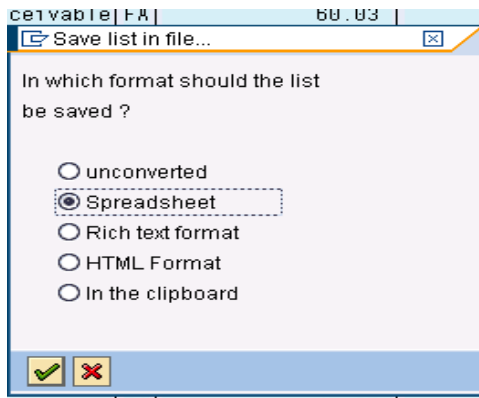 ceivable|FA| 60.03 |
Save list in file...
In which format should the list
be saved ?
unconverted
Spreadsheet
Rich text format
HTML Format
In the clipboard